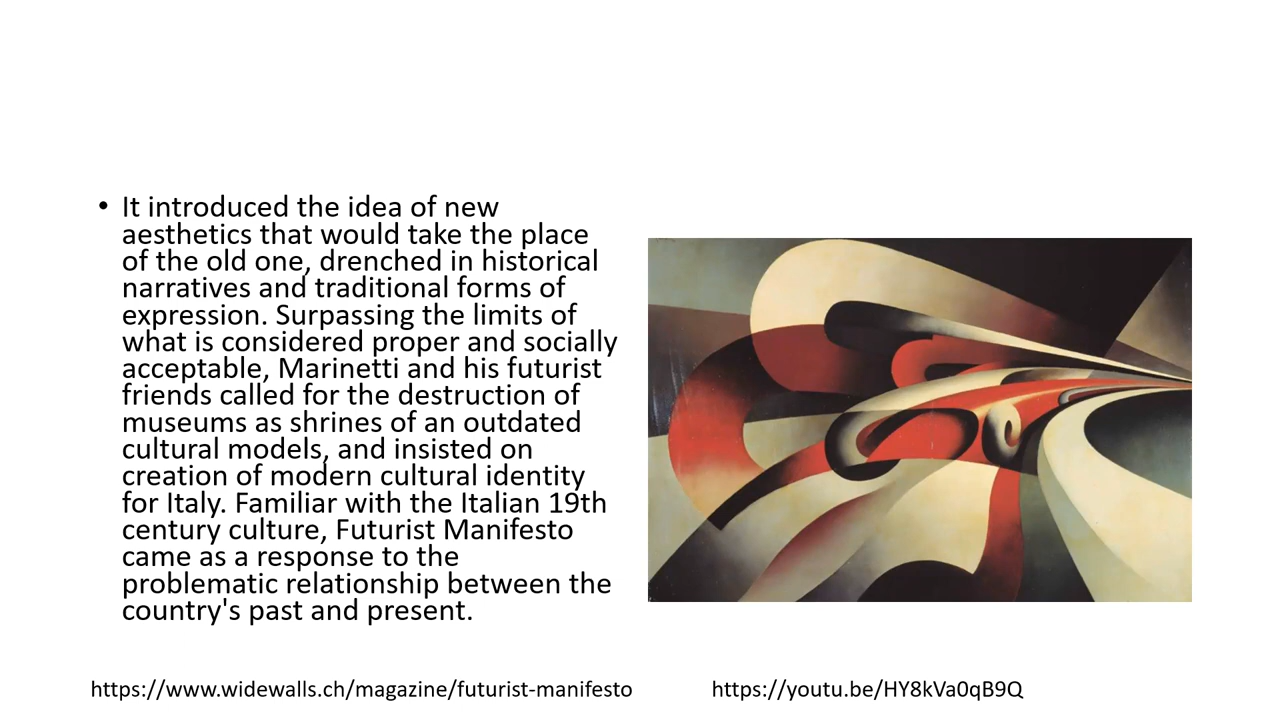 • It introduced the idea of new
aesthetics that would take the place
of the old one, drenched in historical
narratives and traditional forms of
expression. Surpassing the limits of
what is considered proper and socially
acceptable, Marinetti and his futurist
friends called for the destruction of
museums as shrines of an outdated
cultural models, and insisted on
creation of modern cultural identity
for Italy. Familiar with the Italian 19th
century culture, Futurist Manifesto
came as a response to the
problematic relationship between the
country's past and present.
https://www.widewalls.ch/magazine/futurist-manifesto
https://youtu.be/HY8kVa0qB9Q